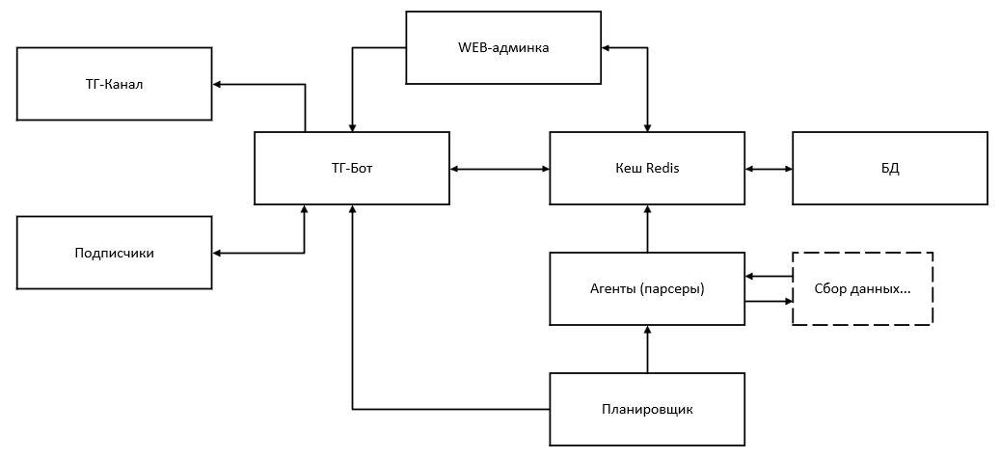 WEB-админка
ТГ-Канал
ТГ-Бот
Кеш Redis
БД
Подписчики
Агенты (парсеры)
Сбор данных...
Планировщик